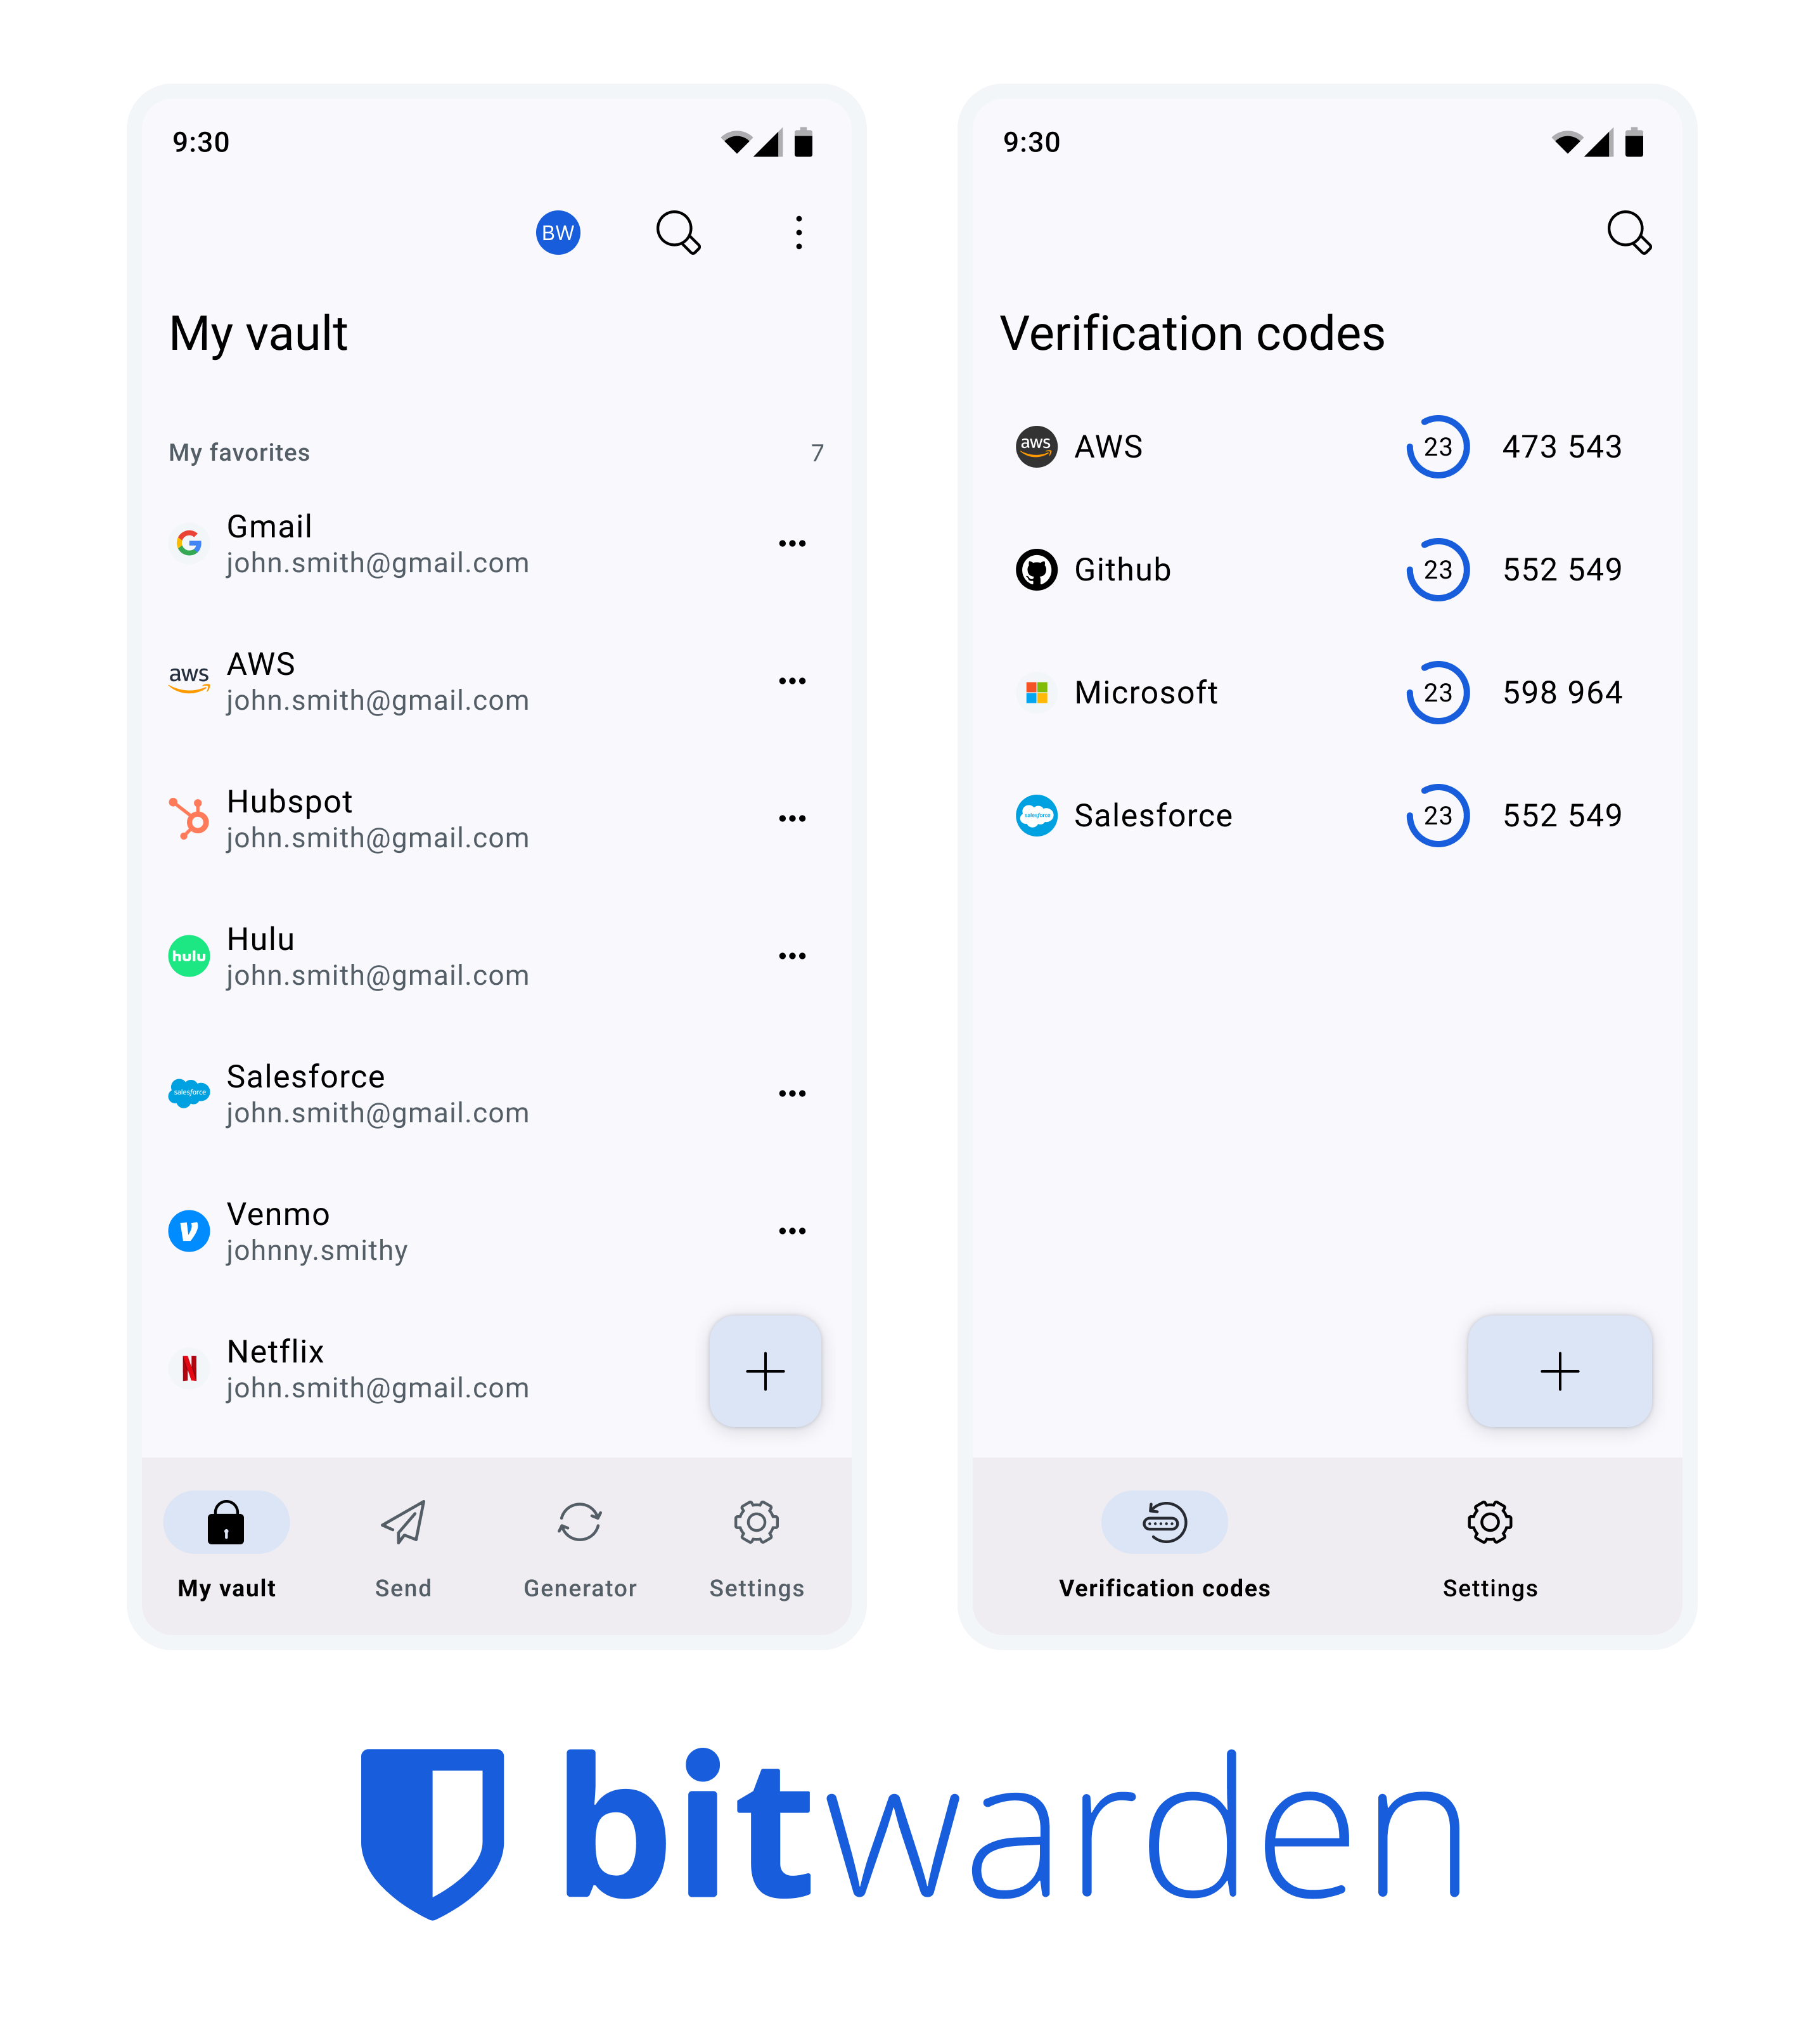 9:30
BW
My vault
My favorites 7
Gmail
john.smith@gmail.com
aws
AWS
john.smith@gmail.com
Hubspot
john.smith@gmail.com
hulu
Hulu
john.smith@gmail.com
salesforce
Salesforce
john.smith@gmail.com
Venmo
johnny.smithy
Netflix
john.smith@gmail.com
My vault Send Generator Settings
9:30
Verification codes
aws AWS 23 473 543
Github 23 552 549
Microsoft 23 598 964
salesforce Salesforce 23 552 549
Verification codes Settings
bitwarden